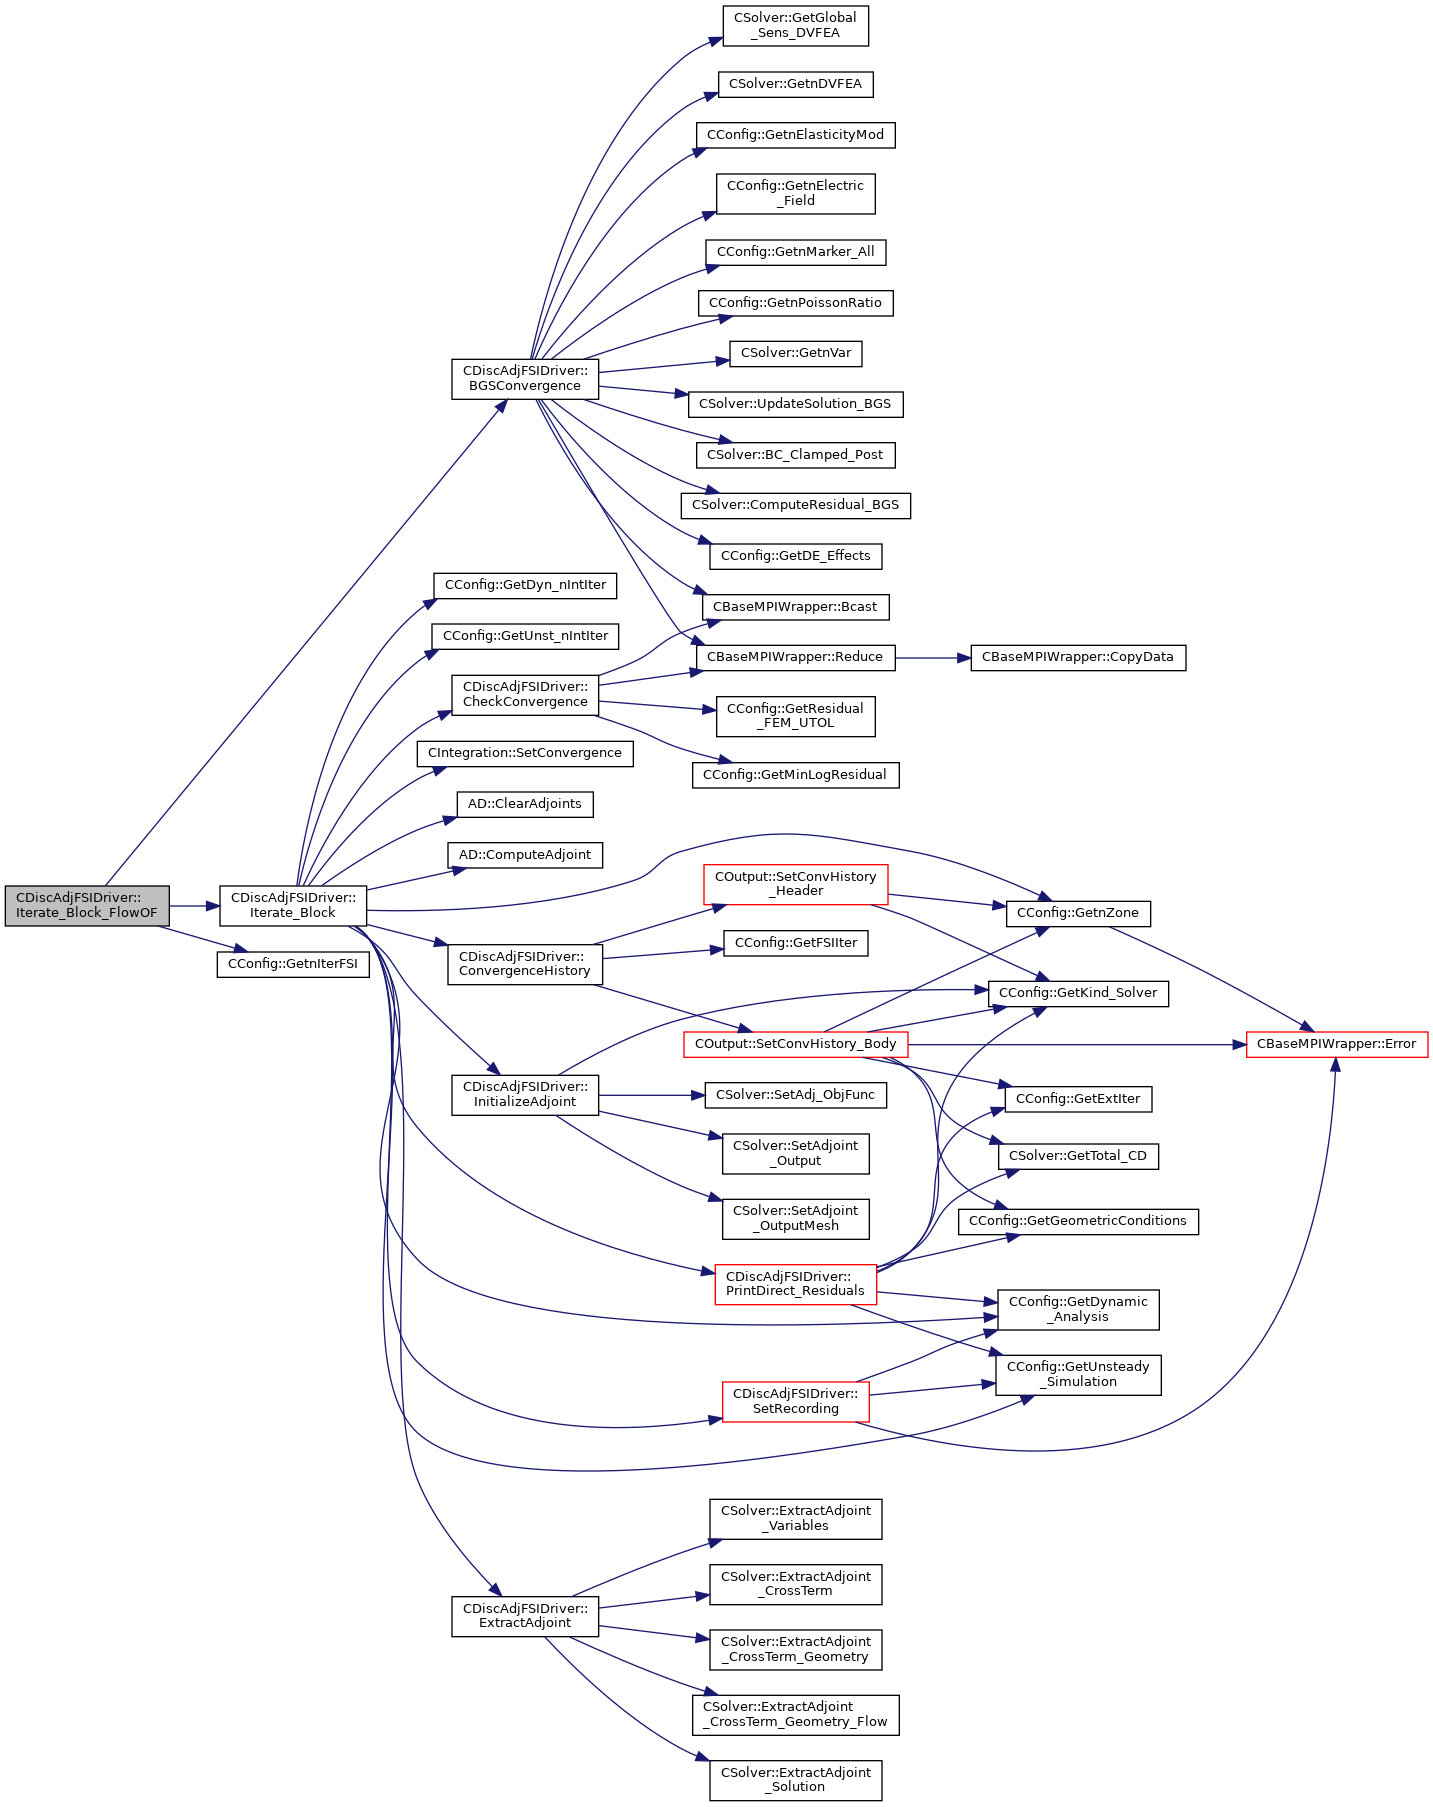 CSolver::GetGlobal
_Sens_DVFEA
CSolver::GetnDVFEA
CConfig::GetnElasticityMod
CConfig::GetnElectric
_Field
CConfig::GetnMarker_All
CConfig::GetnPoissonRatio
CSolver::GetnVar
CDiscAdjFSIDriver::
BGSConvergence
CSolver::UpdateSolution_BGS
CSolver::BC_Clamped_Post
CSolver::ComputeResidual_BGS
CConfig::GetDE_Effects
CConfig::GetDyn_nIntIter
CBaseMPIWrapper::Bcast
CConfig::GetUnst_nIntIter
CBaseMPIWrapper::Reduce
CBaseMPIWrapper::CopyData
CDiscAdjFSIDriver::
CheckConvergence
CConfig::GetResidual
_FEM_UTOL
CIntegration::SetConvergence
CConfig::GetMinLogResidual
AD::ClearAdjoints
AD::ComputeAdjoint
COutput::SetConvHistory
_Header
CDiscAdjFSIDriver::
Iterate_Block_FlowOF
CDiscAdjFSIDriver::
Iterate_Block
CConfig::GetnZone
CConfig::GetFSIIter
CConfig::GetnIterFSI
CDiscAdjFSIDriver::
ConvergenceHistory
CConfig::GetKind_Solver
COutput::SetConvHistory_Body
CBaseMPIWrapper::Error
CDiscAdjFSIDriver::
InitializeAdjoint
CSolver::SetAdj_ObjFunc
CConfig::GetExtIter
CSolver::SetAdjoint
_Output
CSolver::GetTotal_CD
CSolver::SetAdjoint
_OutputMesh
CConfig::GetGeometricConditions
CDiscAdjFSIDriver::
PrintDirect_Residuals
CConfig::GetDynamic
_Analysis
CConfig::GetUnsteady
_Simulation
CDiscAdjFSIDriver::
SetRecording
CSolver::ExtractAdjoint
_Variables
CSolver::ExtractAdjoint
_CrossTerm
CDiscAdjFSIDriver::
ExtractAdjoint
CSolver::ExtractAdjoint
_CrossTerm_Geometry
CSolver::ExtractAdjoint
_CrossTerm_Geometry_Flow
CSolver::ExtractAdjoint
_Solution